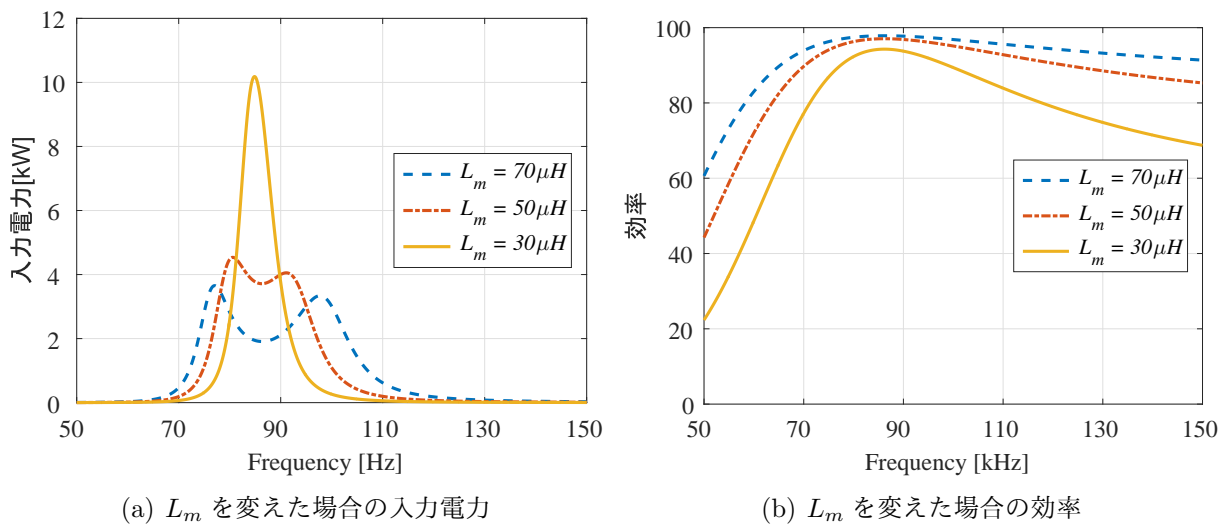 12
10
8
6
4
2
0
入力電力[kW]
L_m = 70μH
L_m = 50μH
L_m = 30μH
50 70 90 110 130 150
Frequency [Hz]
(a) L_m を変えた場合の入力電力
100
80
60
40
20
0
効率
L_m = 70μH
L_m = 50μH
L_m = 30μH
50 70 90 110 130 150
Frequency [kHz]
(b) L_m を変えた場合の効率